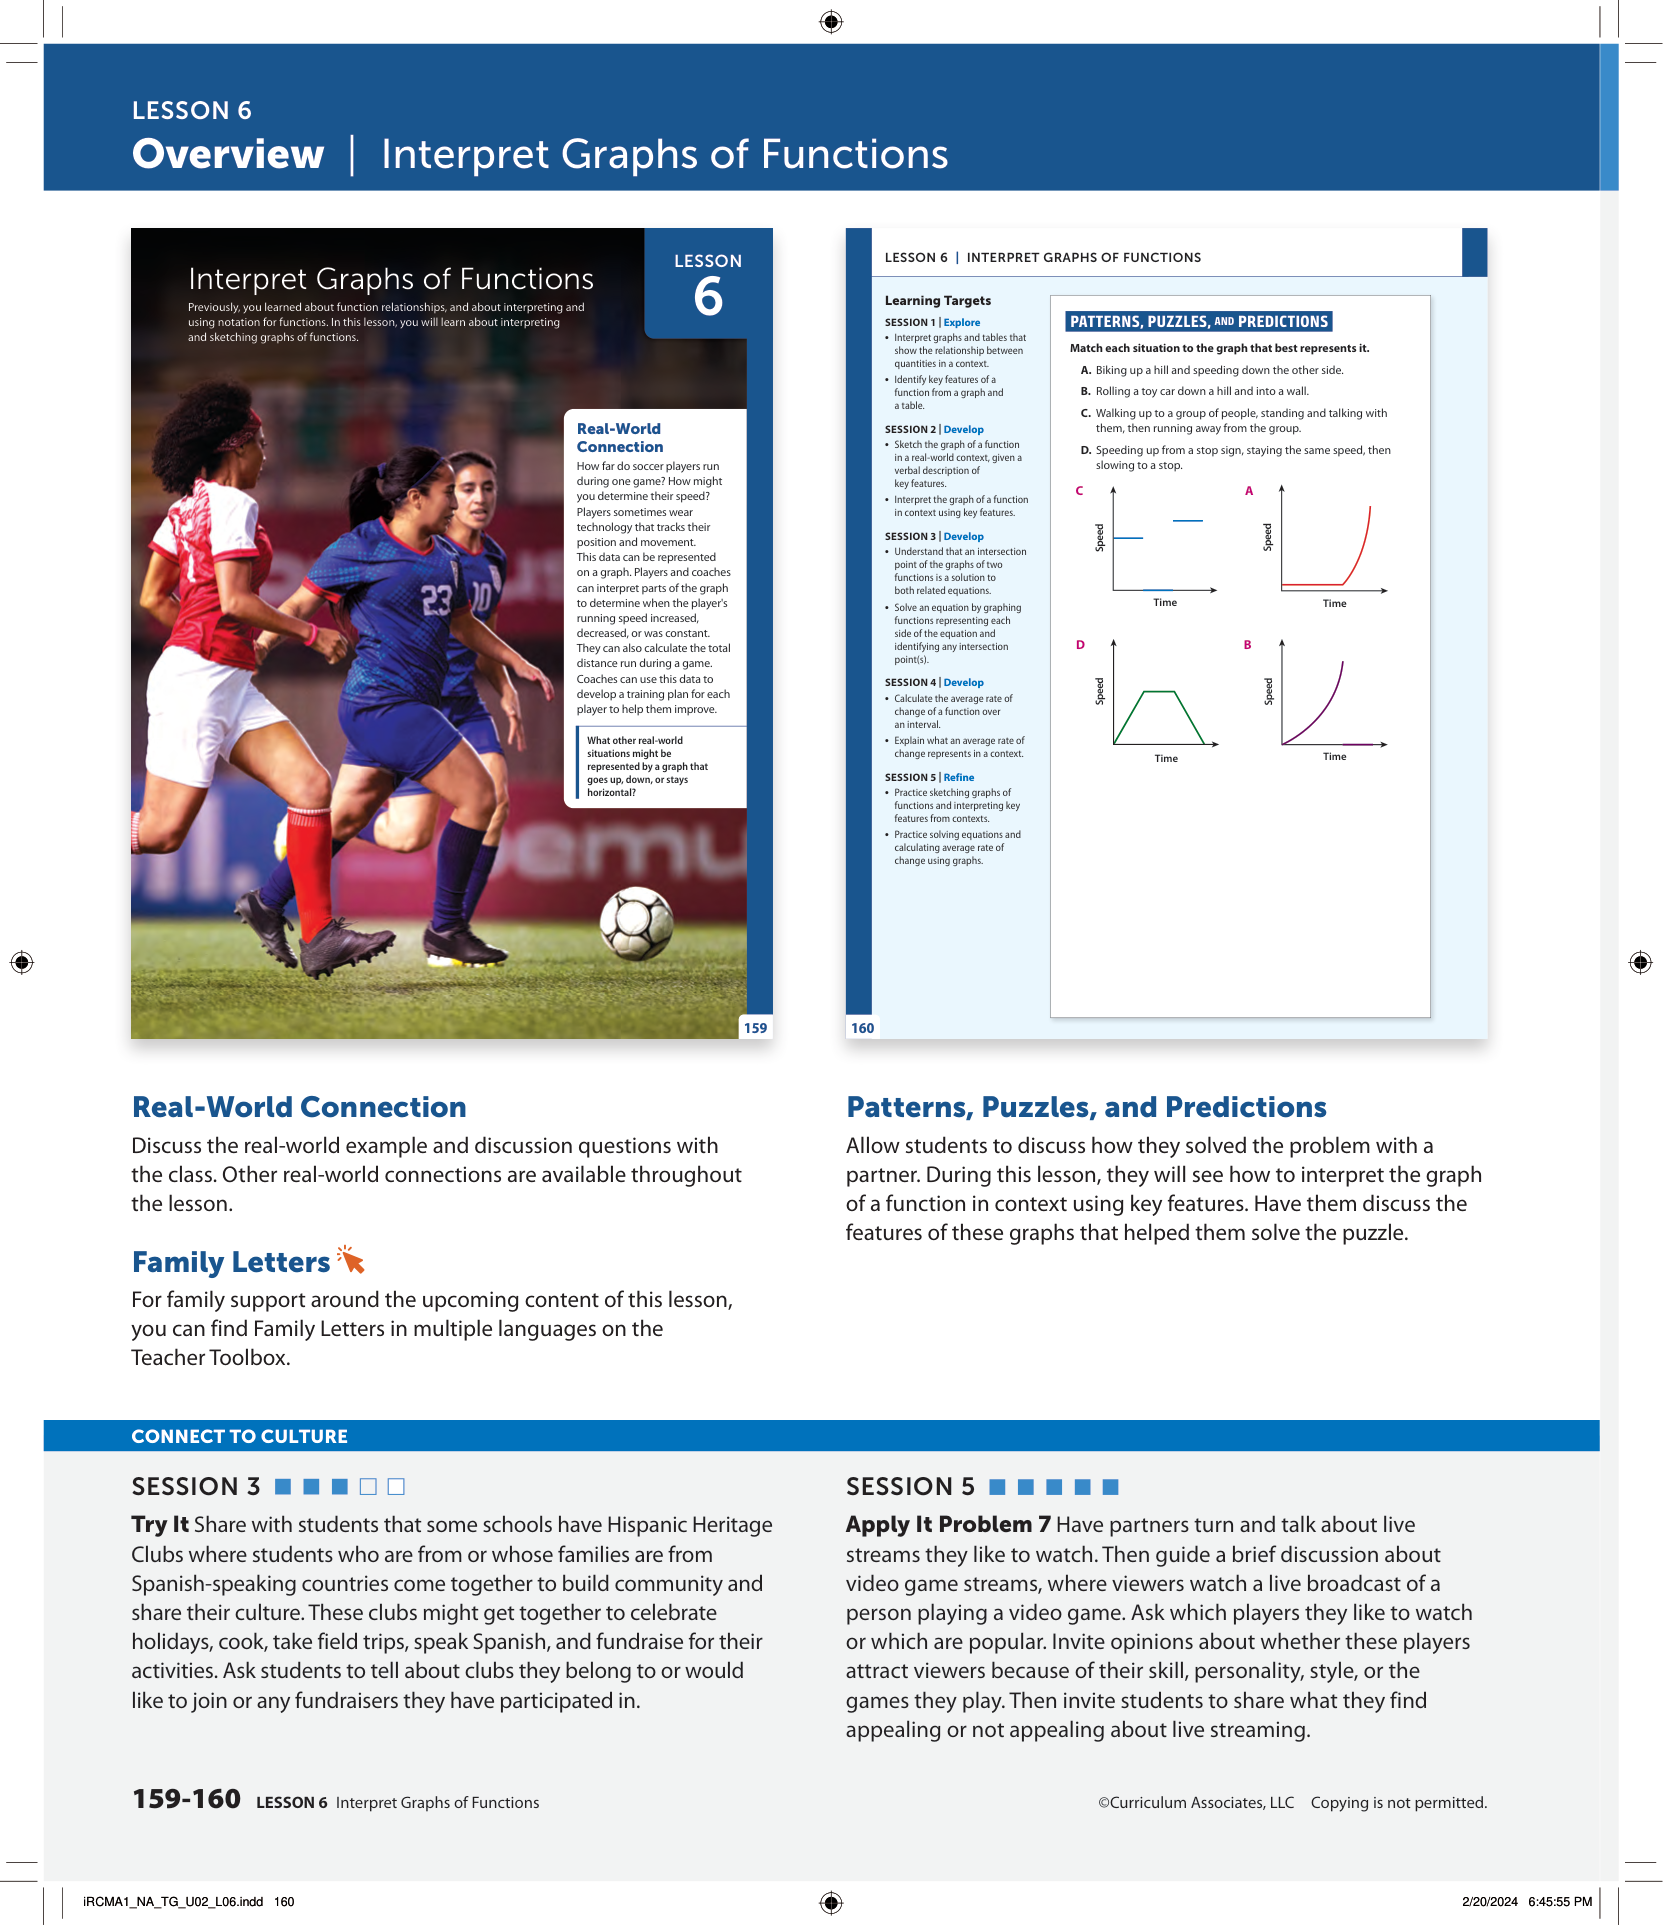 LESSON 6
Overview | Interpret Graphs of Functions
Interpret Graphs of Functions
Previously, you learned about function relationships, and about interpreting and
using notation for functions. In this lesson, you will learn about interpreting
and sketching graphs of functions.
LESSON
6
Real-World
Connection
How far do soccer players run
during one game? How might
you determine their speed?
Players sometimes wear
technology that tracks their
position and movement.
This data can be represented
on a graph. Players and coaches
can interpret parts of the graph
to determine when the player's
running speed increased,
decreased, or was constant.
They can also calculate the total
distance run during a game.
Coaches can use this data to
develop a training plan for each
player to help them improve.
What other real-world
situations might be
represented by a graph that
goes up, down, or stays
horizontal?
23
10
emu
159
LESSON 6 | INTERPRET GRAPHS OF FUNCTIONS
Learning Targets
SESSION 1 | Explore
• Interpret graphs and tables that
show the relationship between
quantities in a context.
• Identify key features of a
function from a graph and
a table.
SESSION 2 | Develop
• Sketch the graph of a function
in a real-world context, given a
verbal description of
key features.
• Interpret the graph of a function
in context using key features.
SESSION 3 | Develop
• Understand that an intersection
point of the graphs of two
functions is a solution to
both related equations.
• Solve an equation by graphing
functions representing each
side of the equation and
identifying any intersection
point(s).
SESSION 4 | Develop
• Calculate the average rate of
change of a function over
an interval.
• Explain what an average rate of
change represents in a context.
SESSION 5 | Refine
• Practice sketching graphs of
functions and interpreting key
features from contexts.
• Practice solving equations and
calculating average rate of
change using graphs.
PATTERNS, PUZZLES, AND PREDICTIONS
Match each situation to the graph that best represents it.
A. Biking up a hill and speeding down the other side.
B. Rolling a toy car down a hill and into a wall.
C. Walking up to a group of people, standing and talking with
them, then running away from the group.
D. Speeding up from a stop sign, staying the same speed, then
slowing to a stop.
C
Speed
Time
A
Speed
Time
D
Speed
Time
B
Speed
Time
160
Real-World Connection
Discuss the real-world example and discussion questions with
the class. Other real-world connections are available throughout
the lesson.
Family Letters
For family support around the upcoming content of this lesson,
you can find Family Letters in multiple languages on the
Teacher Toolbox.
Patterns, Puzzles, and Predictions
Allow students to discuss how they solved the problem with a
partner. During this lesson, they will see how to interpret the graph
of a function in context using key features. Have them discuss the
features of these graphs that helped them solve the puzzle.
CONNECT TO CULTURE
SESSION 3
Try It Share with students that some schools have Hispanic Heritage
Clubs where students who are from or whose families are from
Spanish-speaking countries come together to build community and
share their culture. These clubs might get together to celebrate
holidays, cook, take field trips, speak Spanish, and fundraise for their
activities. Ask students to tell about clubs they belong to or would
like to join or any fundraisers they have participated in.
SESSION 5
Apply It Problem 7 Have partners turn and talk about live
streams they like to watch. Then guide a brief discussion about
video game streams, where viewers watch a live broadcast of a
person playing a video game. Ask which players they like to watch
or which are popular. Invite opinions about whether these players
attract viewers because of their skill, personality, style, or the
games they play. Then invite students to share what they find
appealing or not appealing about live streaming.
159-160 LESSON 6 Interpret Graphs of Functions
©Curriculum Associates, LLC Copying is not permitted.
iRCMA1_NA_TG_U02_L06.indd 160
2/20/2024 6:45:55 PM